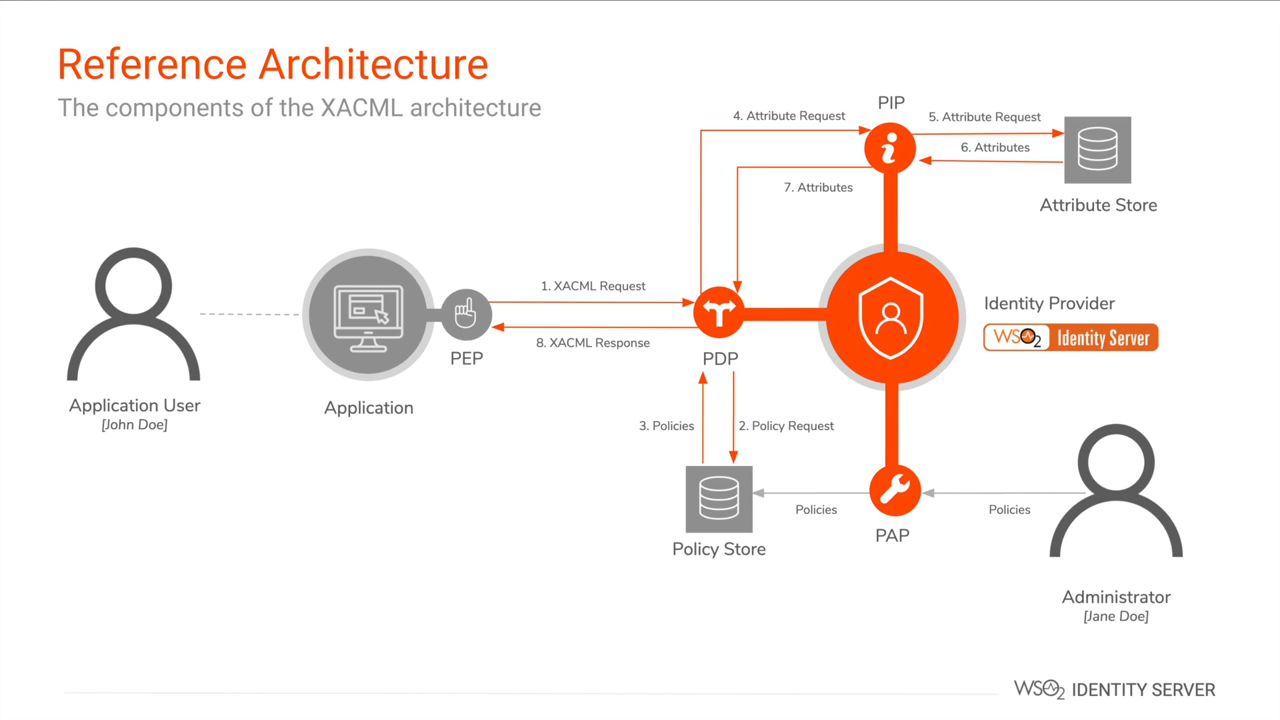 Reference Architecture
The components of the XACML architecture
PIP
4. Attribute Request
5. Attribute Request
6. Attributes
7. Attributes
Attribute Store
1. XACML Request
8. XACML Response
PEP
PDP
Identity Provider
WSO2 Identity Server
Application User
[John Doe]
Application
3. Policies
2. Policy Request
Policies
Policies
PAP
Policy Store
Administrator
[Jane Doe]
WSO2 IDENTITY SERVER